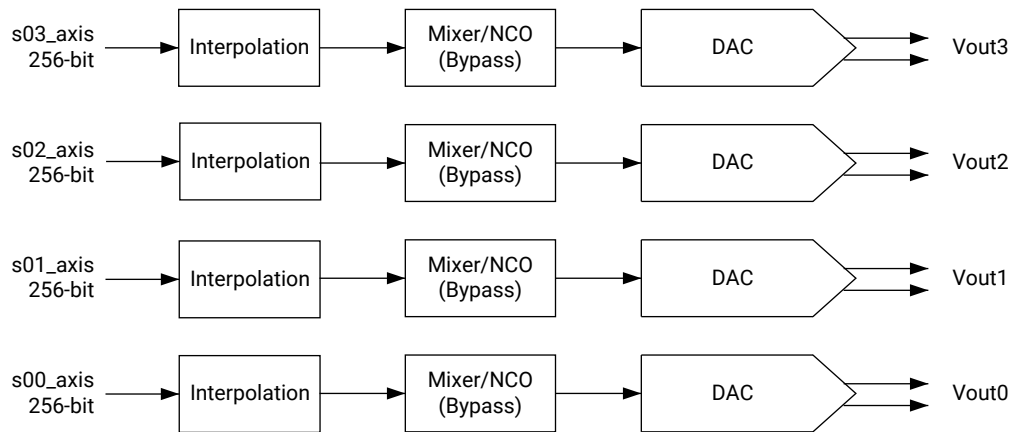 s03_axis
256-bit
Interpolation
Mixer/NCO
(Bypass)
DAC
Vout3
s02_axis
256-bit
Interpolation
Mixer/NCO
(Bypass)
DAC
Vout2
s01_axis
256-bit
Interpolation
Mixer/NCO
(Bypass)
DAC
Vout1
s00_axis
256-bit
Interpolation
Mixer/NCO
(Bypass)
DAC
Vout0